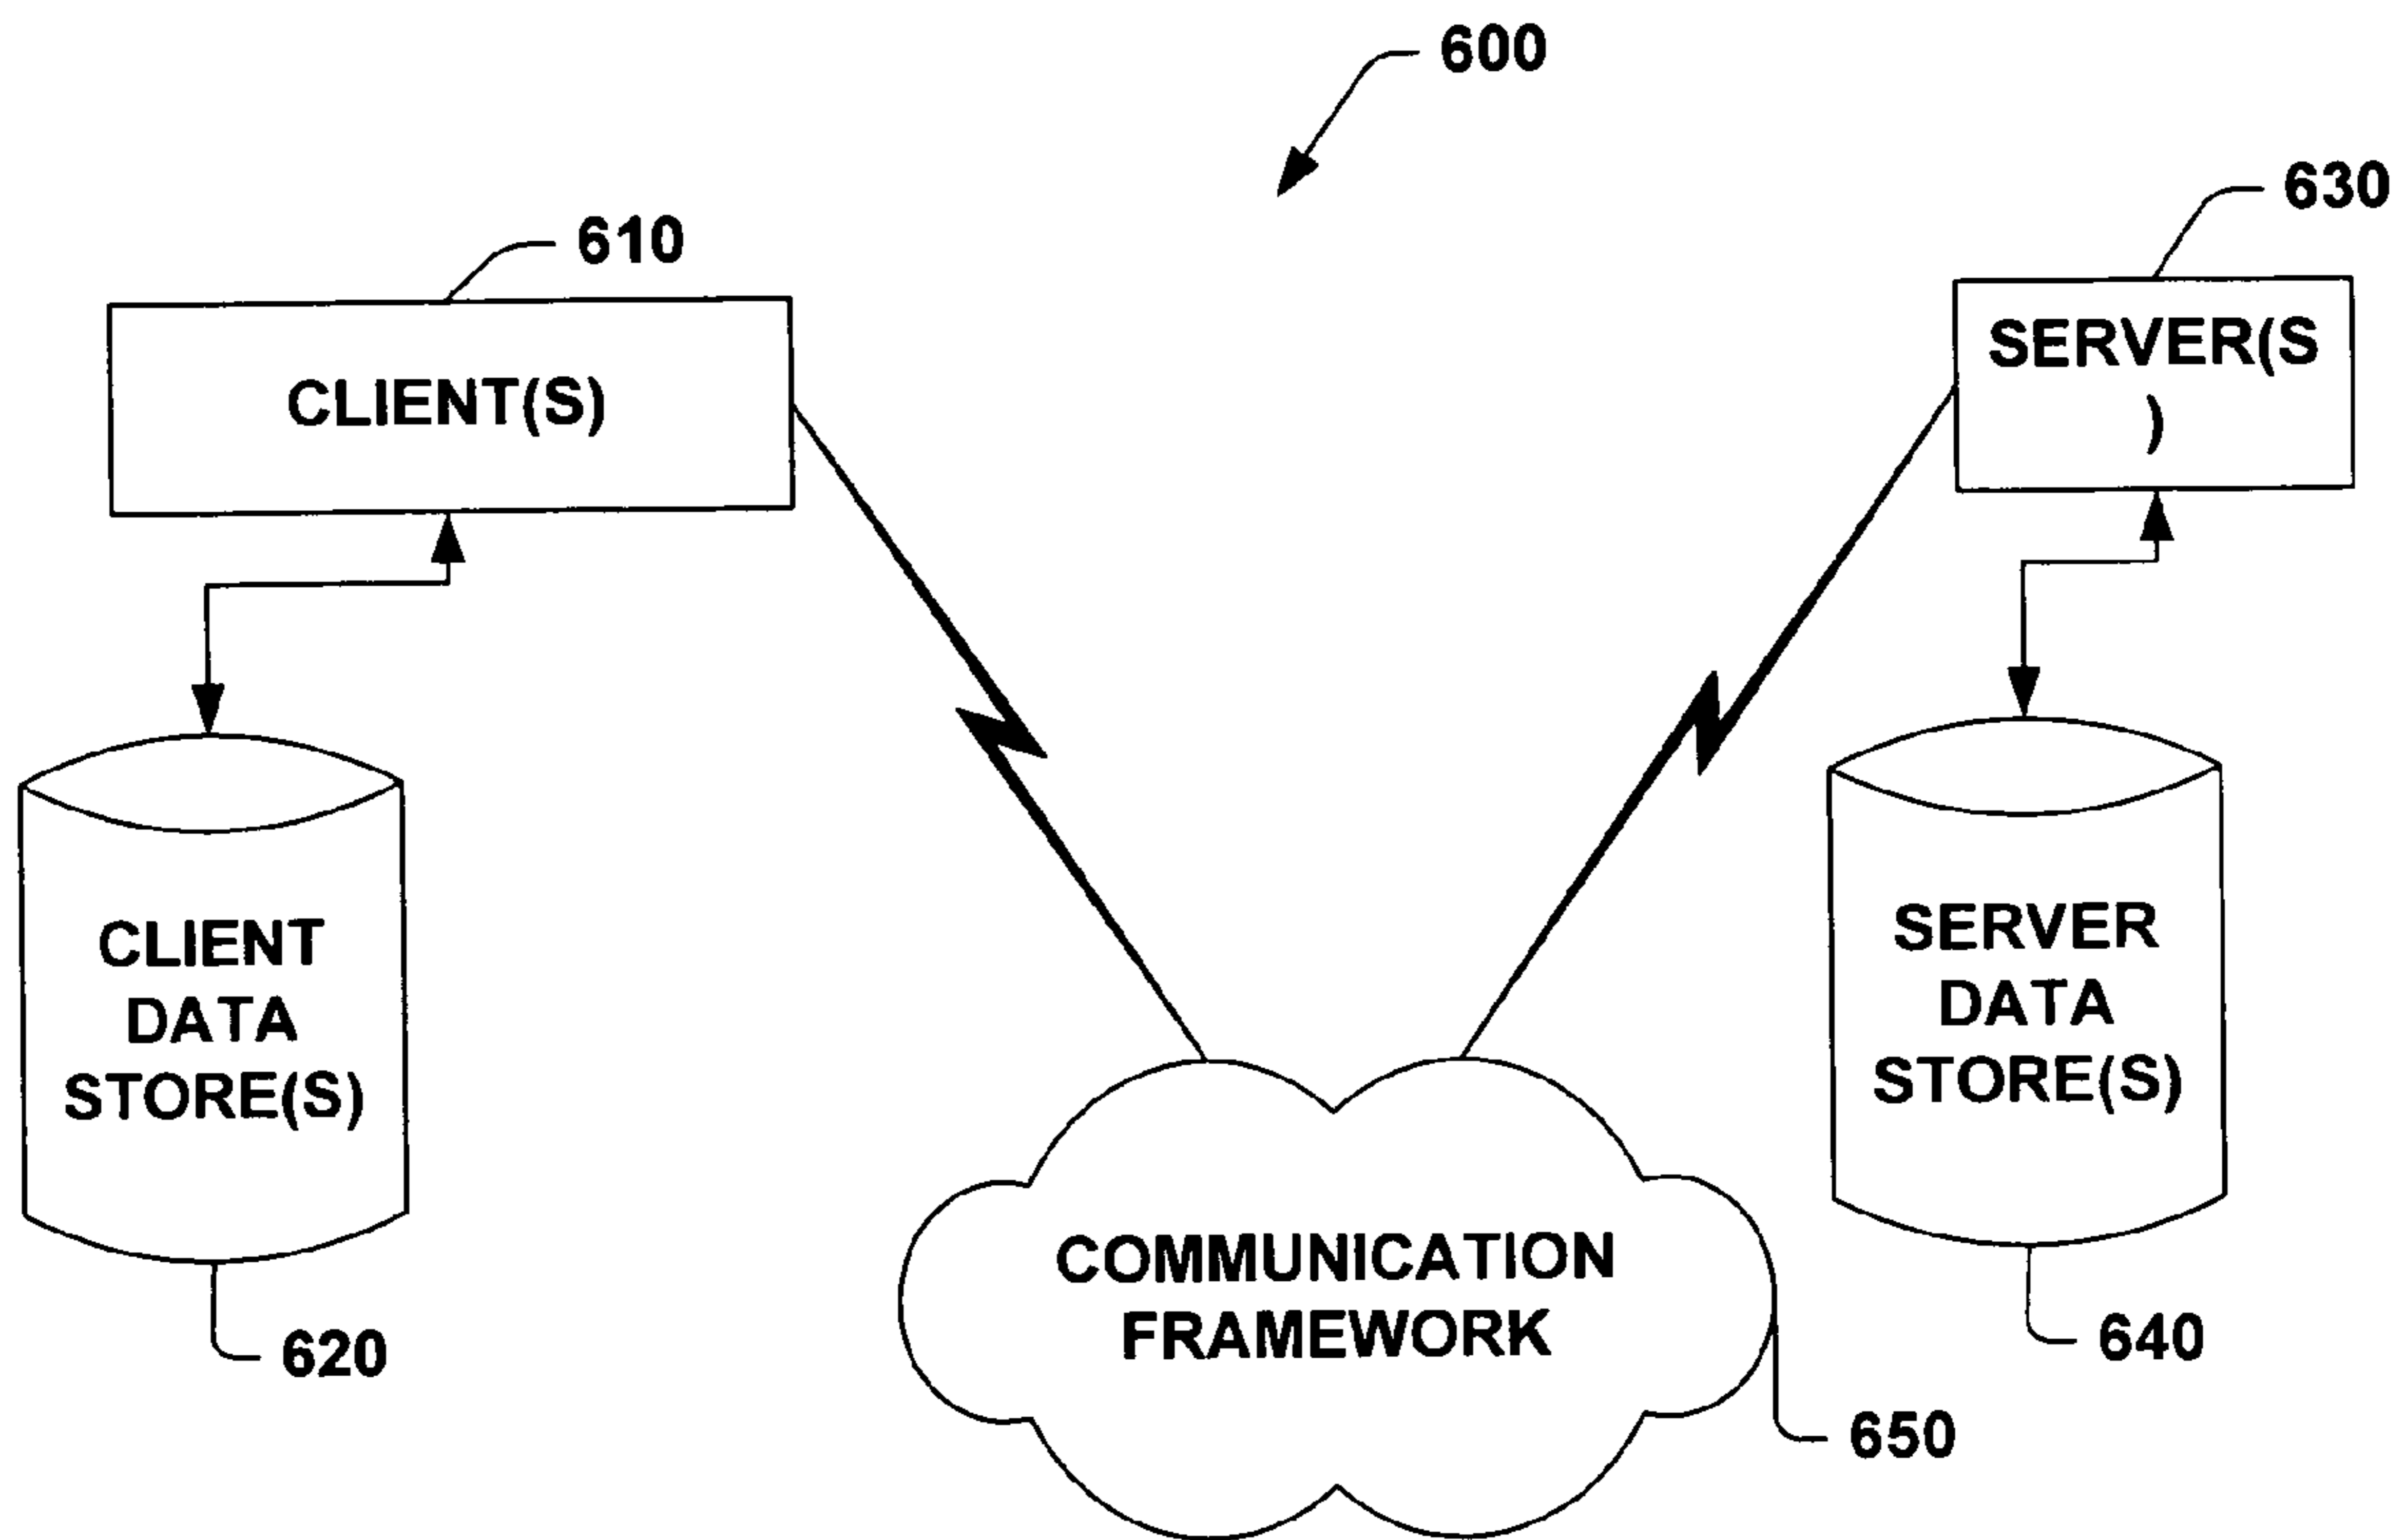 600
630
610
SERVER(S
)
CLIENT(S)
CLIENT
DATA
STORE(S)
SERVER
DATA
STORE(S)
COMMUNICATION
FRAMEWORK
620
640
650